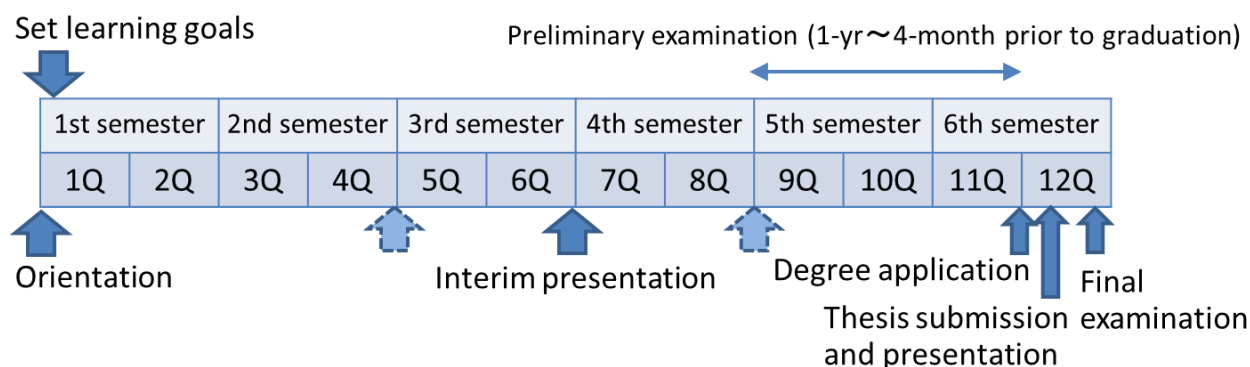 Set learning goals
Preliminary examination (1-yr～4-month prior to graduation)
1st semester 2nd semester 3rd semester 4th semester 5th semester 6th semester
1Q 2Q 3Q 4Q 5Q 6Q 7Q 8Q 9Q 10Q 11Q 12Q
Orientation
Interim presentation
Degree application
Thesis submission
and presentation
Final
examination